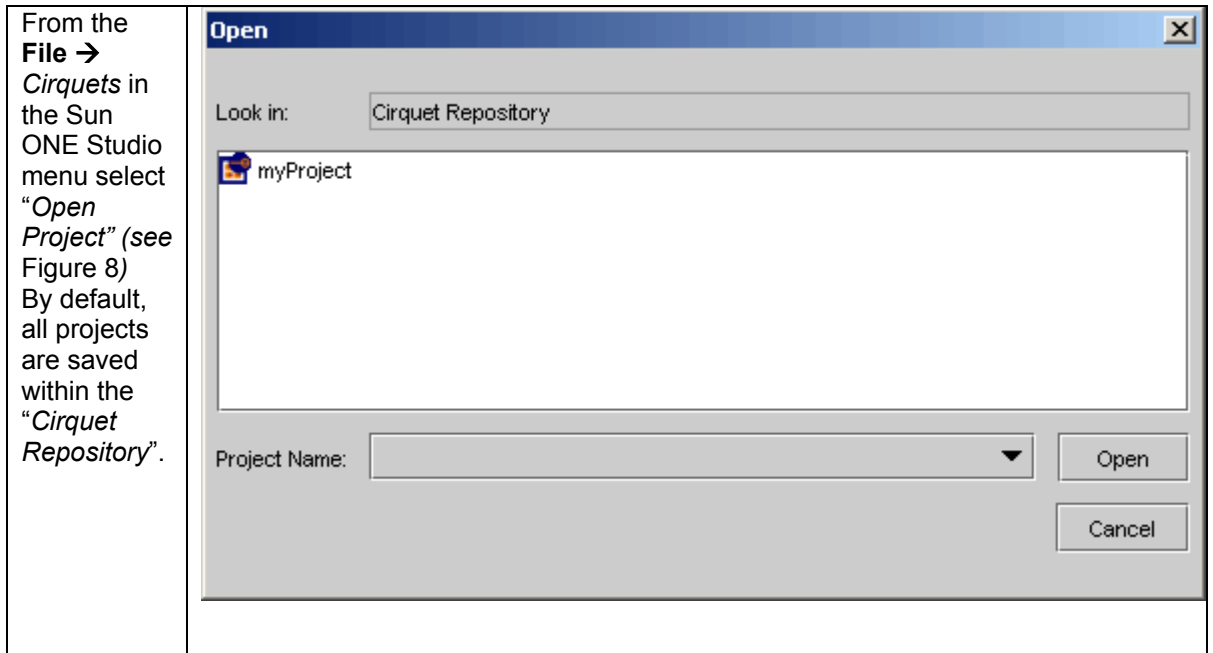 From the
File →
Cirquets in
the Sun
ONE Studio
menu select
“Open
Project” (see
Figure 8)
By default,
all projects
are saved
within the
“Cirquet
Repository”.
Open
Look in: Cirquet Repository
myProject
Project Name:
Open
Cancel